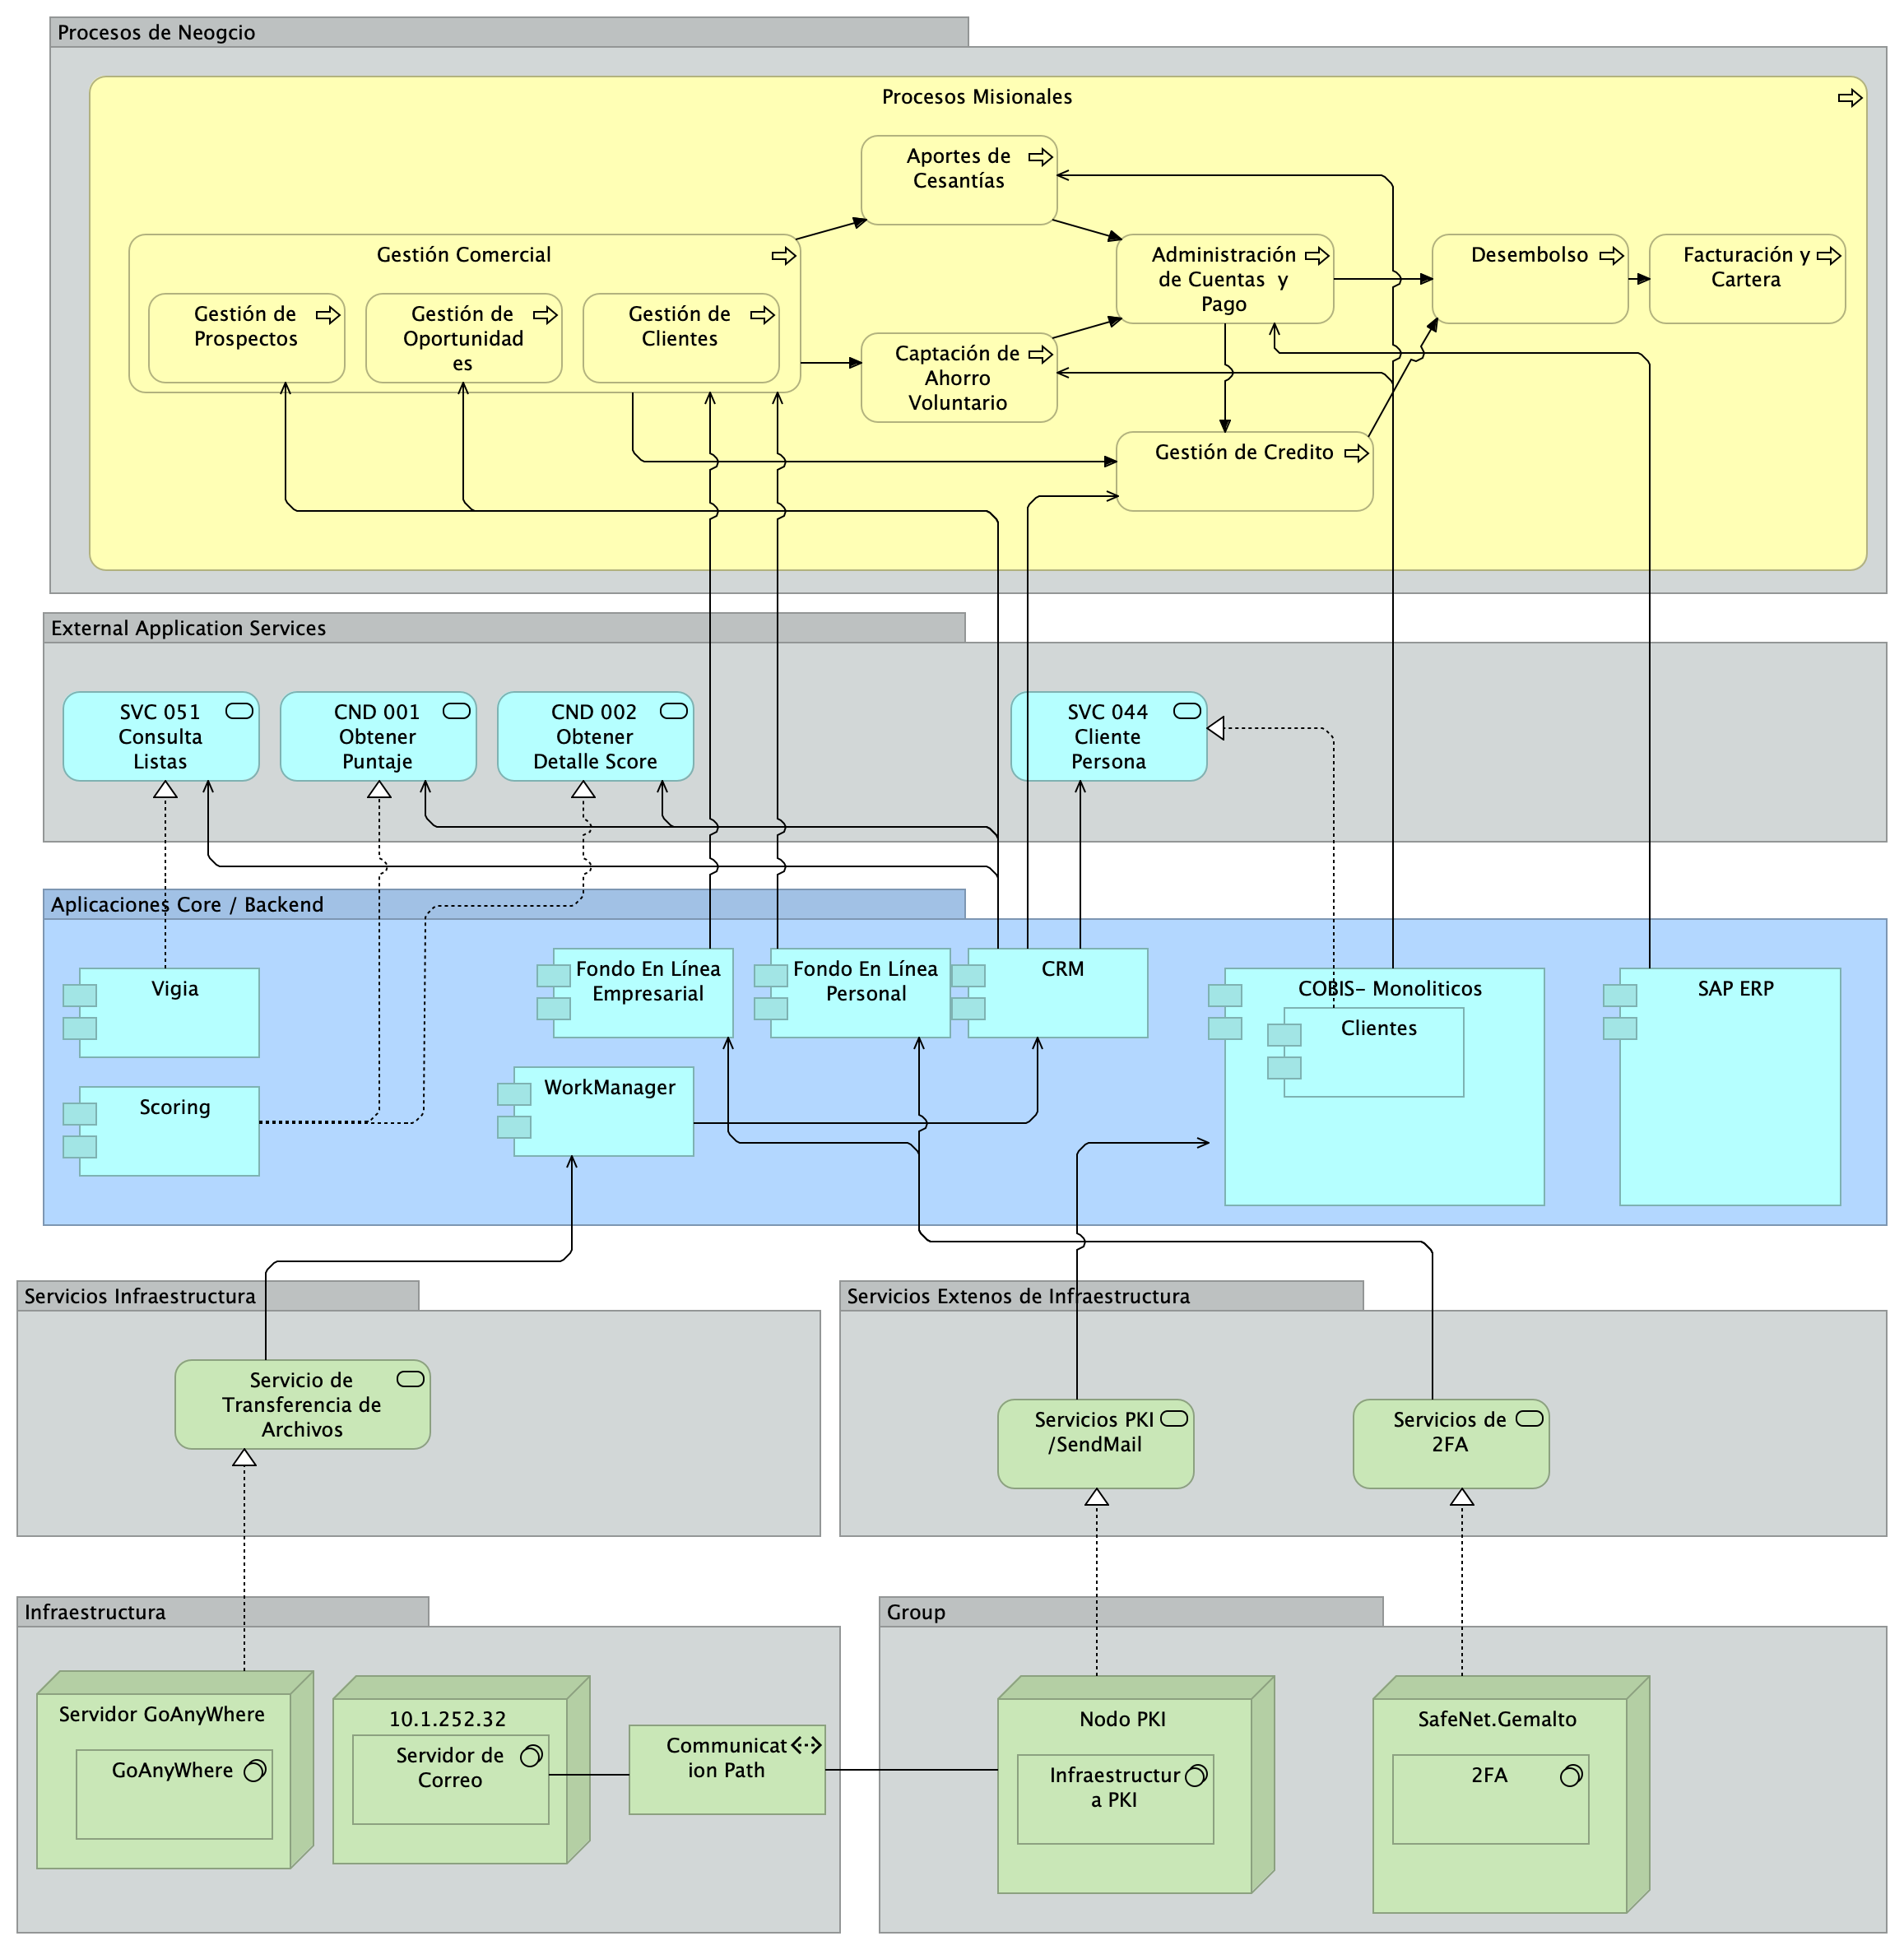 Procesos de Neogcio
Procesos Misionales
Aportes de
Cesantías
Gestión Comercial
Gestión de
Prospectos
Gestión de
Oportunidad
es
Gestión de
Clientes
Administración
de Cuentas  y
Pago
Desembolso
Facturación y
Cartera
Captación de
Ahorro
Voluntario
Gestión de Credito
External Application Services
SVC 051
Consulta
Listas
CND 001
Obtener
Puntaje
CND 002
Obtener
Detalle Score
SVC 044
Cliente
Persona
Aplicaciones Core / Backend
Vigia
Fondo En Línea
Empresarial
Fondo En Línea
Personal
CRM
COBIS- Monoliticos
Clientes
SAP ERP
Scoring
WorkManager
Servicios Infraestructura
Servicio de
Transferencia de
Archivos
Servicios Extenos de Infraestructura
Servicios PKI
/SendMail
Servicios de
2FA
Infraestructura
Servidor GoAnyWhere
GoAnyWhere
10.1.252.32
Servidor de
Correo
Communicat
ion Path
Group
Nodo PKI
Infraestructur
a PKI
SafeNet.Gemalto
2FA